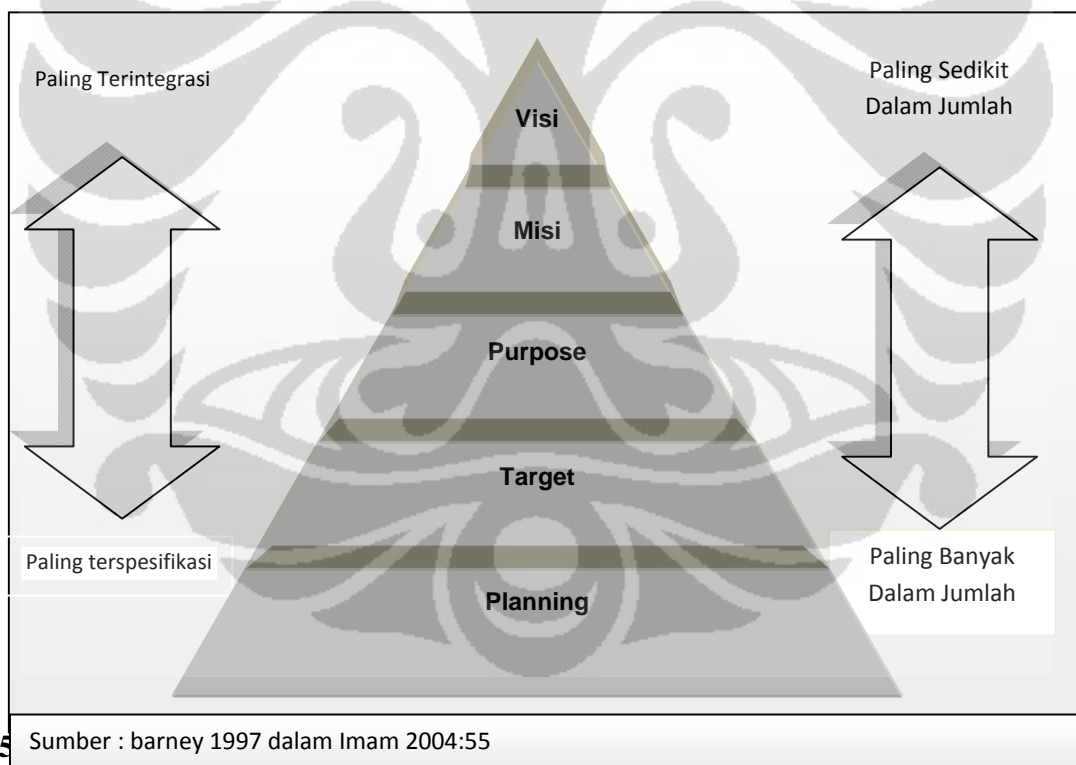 Paling Terintegrasi
Paling Sedikit
Dalam Jumlah
Visi
Misi
Purpose
Target
Planning
Paling terspesifikasi
Paling Banyak
Dalam Jumlah
5
Sumber : barney 1997 dalam Imam 2004:55